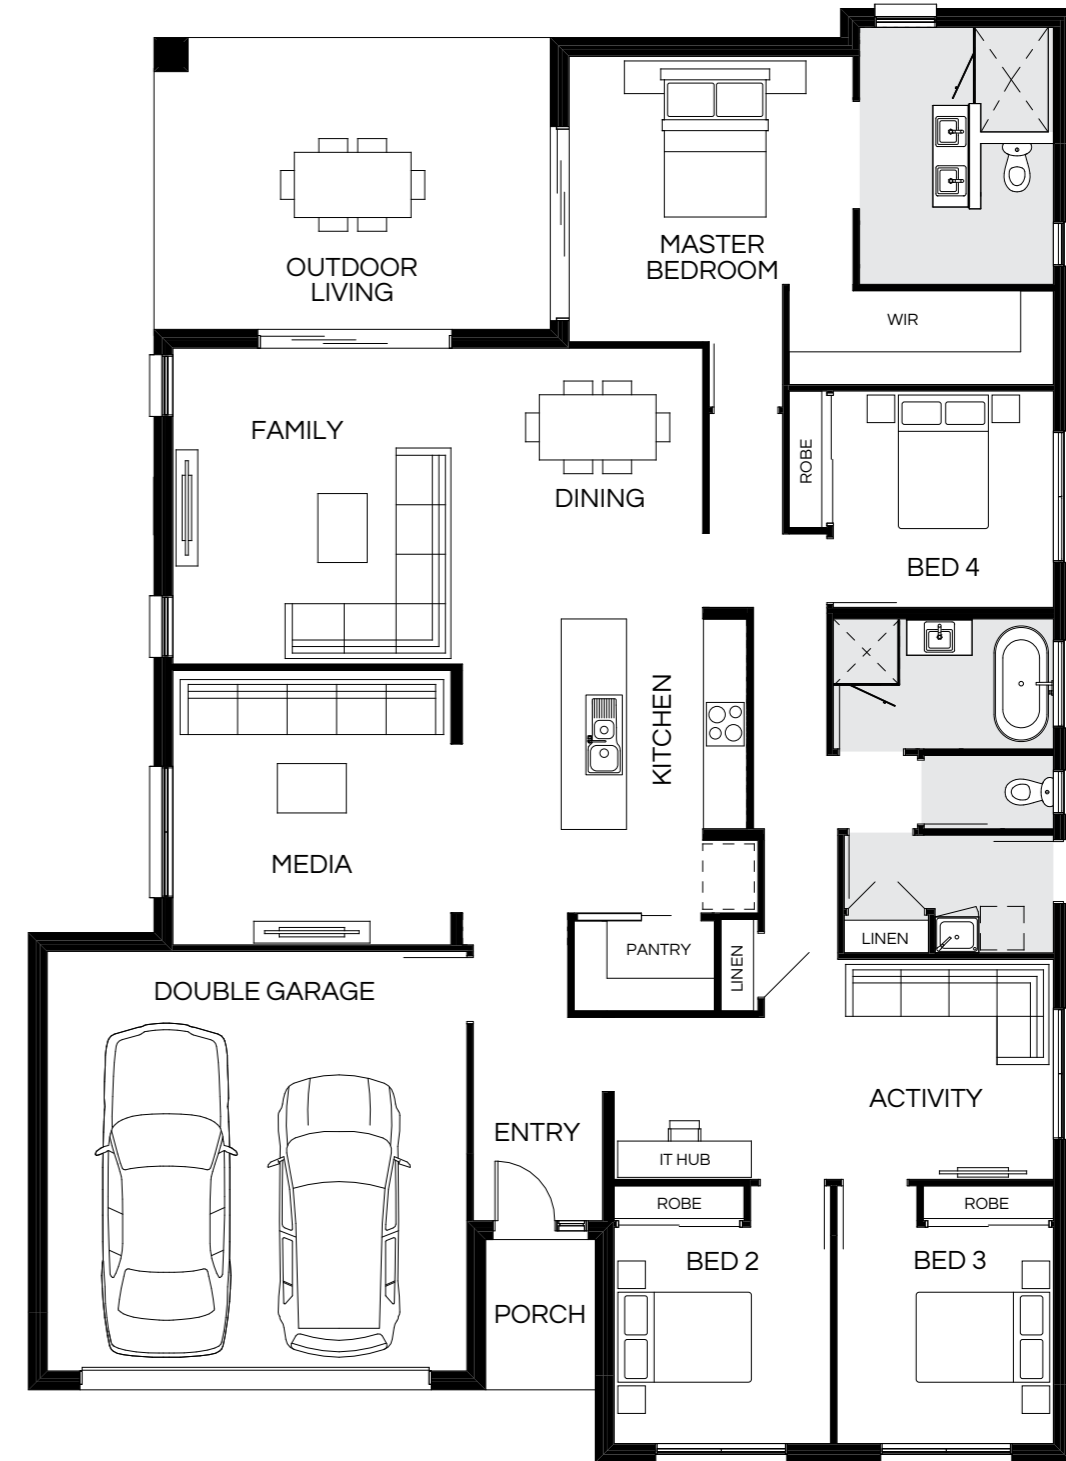 OUTDOOR
LIVING
MASTER
BEDROOM
WIR
FAMILY
DINING
ROBE
BED 4
KITCHEN
MEDIA
PANTRY
LINEN
LINEN
DOUBLE GARAGE
ACTIVITY
ENTRY
IT HUB
ROBE
ROBE
BED 2
BED 3
PORCH